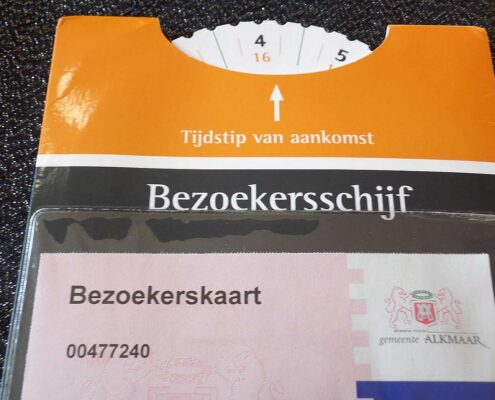 4
16
5
Tijdstip van aankomst
Bezoekersschijf
Bezoekerskaart
00477240
gemeente ALKMAAR